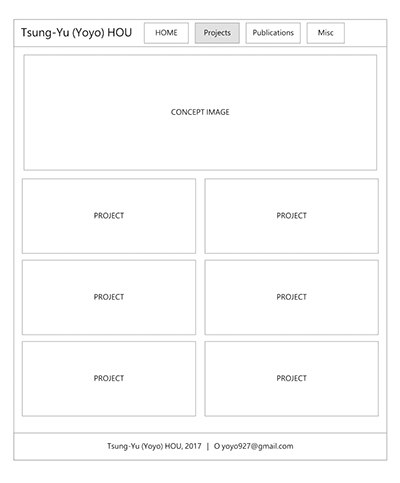 Tsung-Yu (Yoyo) HOU HOME Projects Publications Misc
CONCEPT IMAGE
PROJECT PROJECT
PROJECT PROJECT
PROJECT PROJECT
Tsung-Yu (Yoyo) HOU, 2017 | O yoyo927@gmail.com